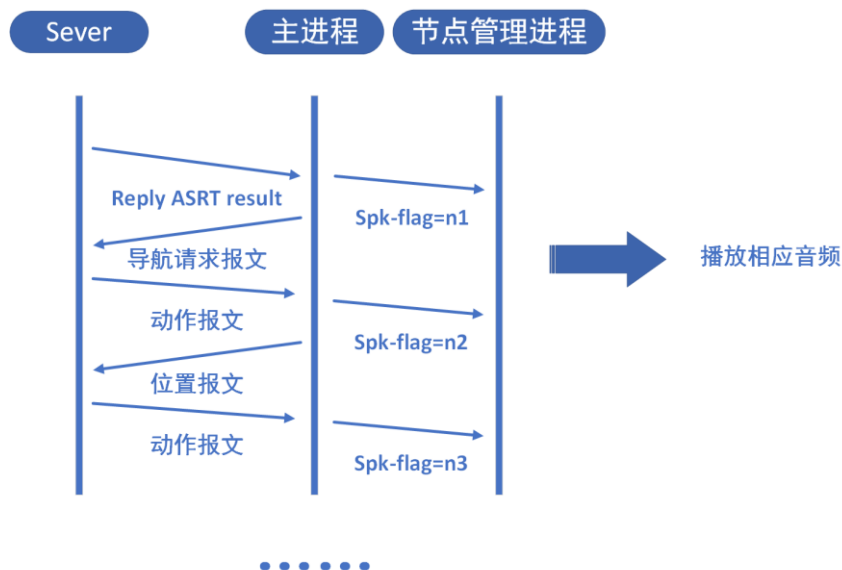 Sever
主进程
节点管理进程
Reply ASRT result
Spk-flag=n1
导航请求报文
播放相应音频
动作报文
Spk-flag=n2
位置报文
动作报文
Spk-flag=n3
······